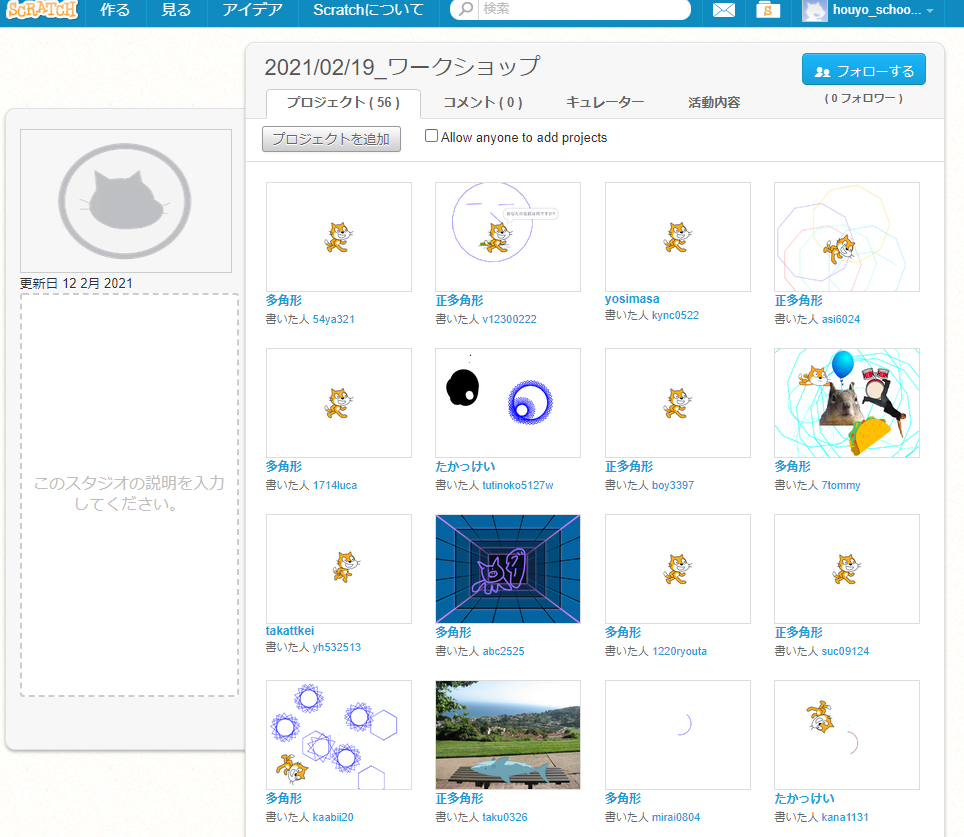 SCRATCH 作る 見る アイデア Scratchについて 検索 houyo_schoo...
2021/02/19_ワークショップ
フォローする
( 0 フォロワー )
プロジェクト ( 56 ) コメント ( 0 ) キュレーター 活動内容
プロジェクトを追加 Allow anyone to add projects
更新日 12 2月 2021
このスタジオの説明を入力
してください。
あなたの名前は何ですか?
多角形
書いた人 54ya321
正多角形
書いた人 v12300222
yosimasa
書いた人 kync0522
正多角形
書いた人 asi6024
多角形
書いた人 1714luca
たかっけい
書いた人 tutinoko5127w
正多角形
書いた人 boy3397
多角形
書いた人 7tommy
takattkei
書いた人 yh532513
多角形
書いた人 abc2525
多角形
書いた人 1220ryouta
正多角形
書いた人 suc09124
多角形
書いた人 kaabii20
正多角形
書いた人 taku0326
多角形
書いた人 mirai0804
たかっけい
書いた人 kana1131